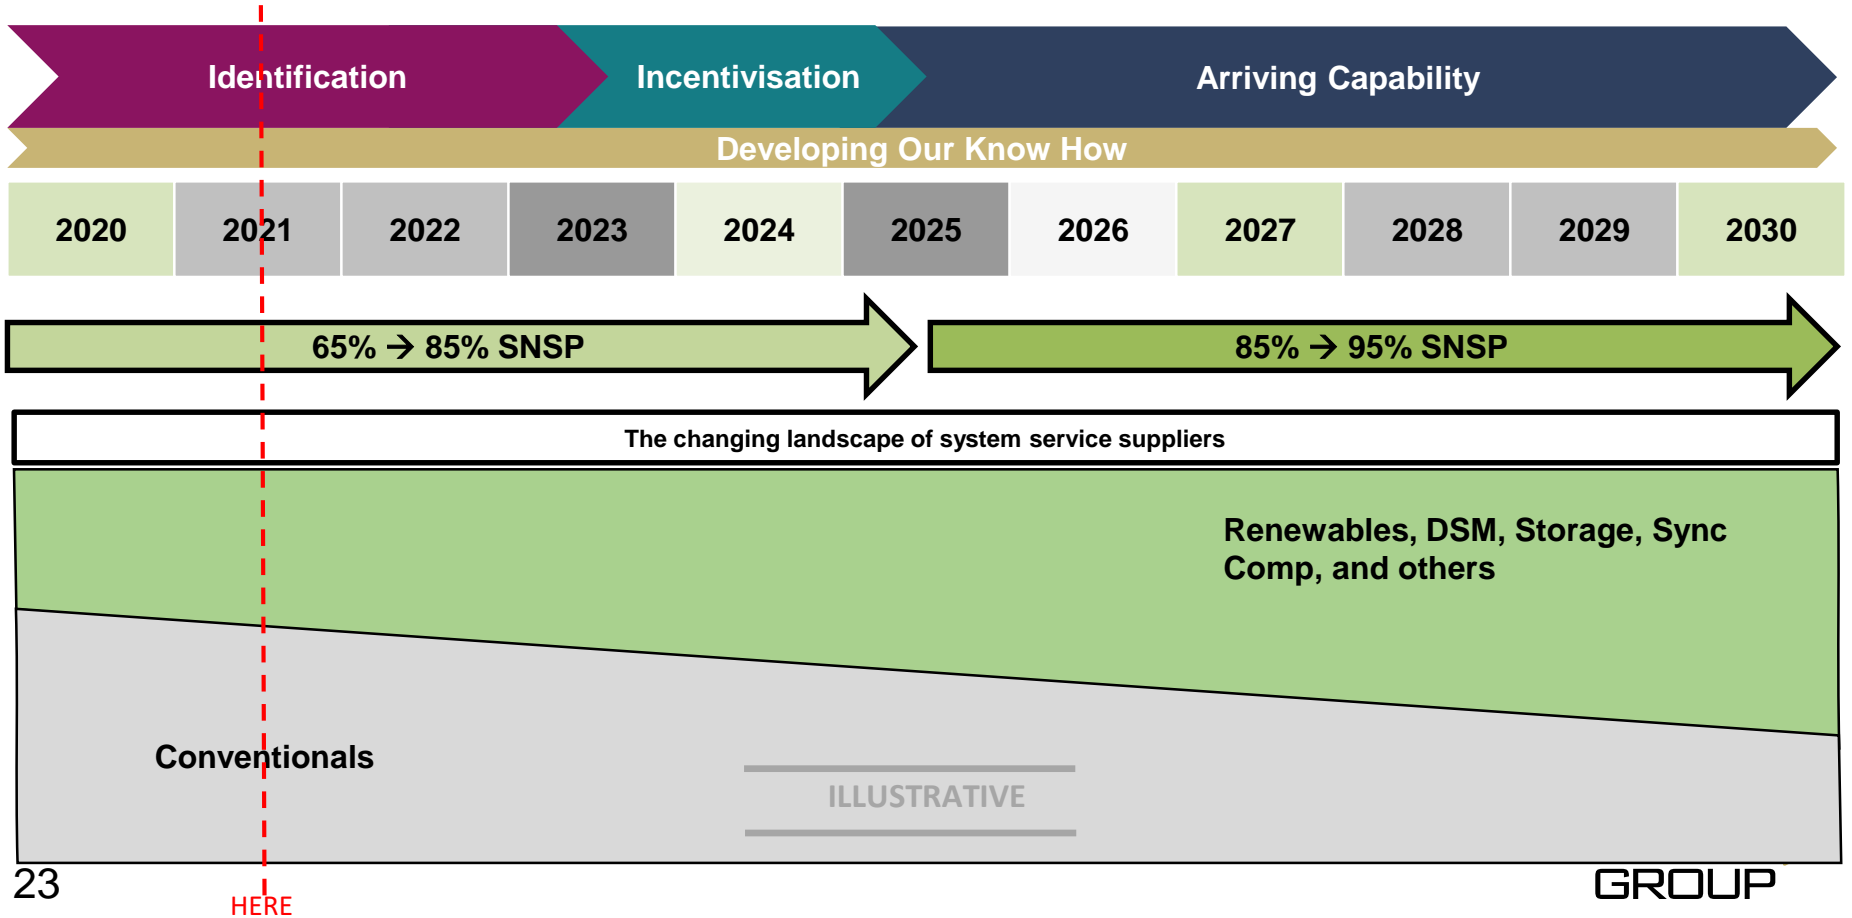 Identification
Incentivisation
Arriving Capability
Developing Our Know How
2020 2021 2022 2023 2024 2025 2026 2027 2028 2029 2030
65% → 85% SNSP
85% → 95% SNSP
The changing landscape of system service suppliers
Renewables, DSM, Storage, Sync
Comp, and others
Conventionals
ILLUSTRATIVE
23
HERE
GROUP